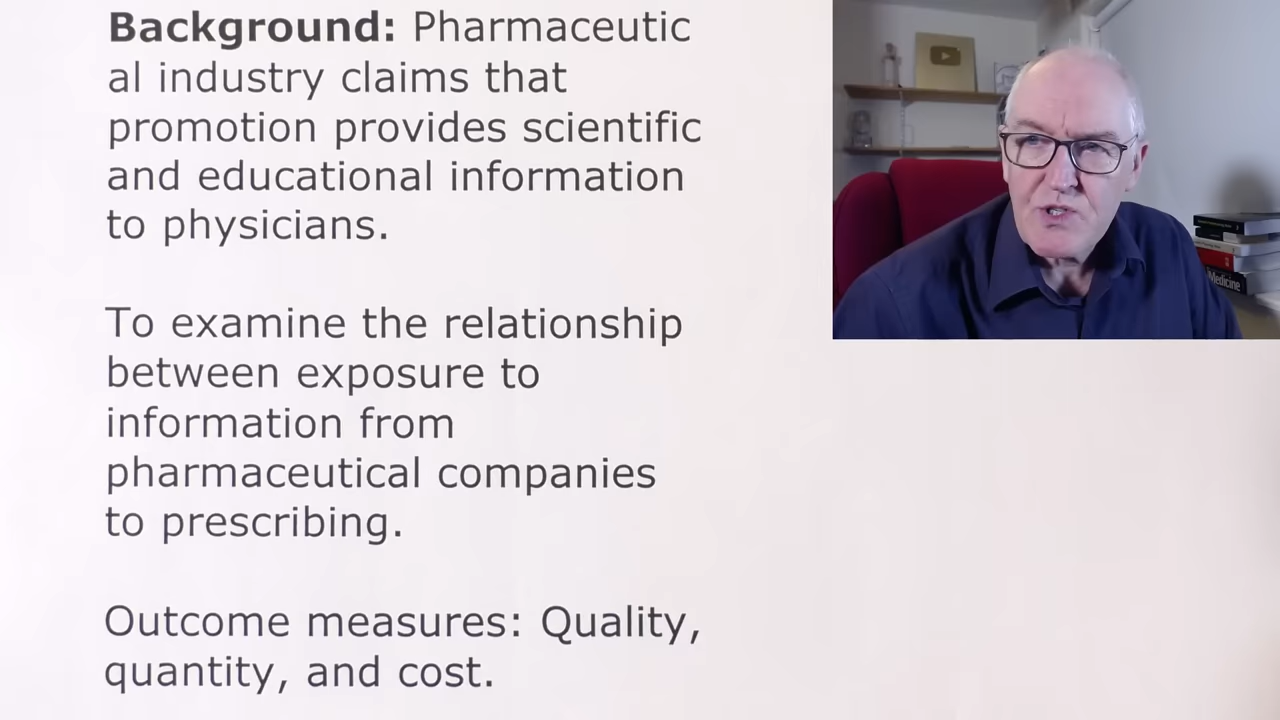 Background: Pharmaceutic
al industry claims that
promotion provides scientific
and educational information
to physicians.
To examine the relationship
between exposure to
information from
pharmaceutical companies
to prescribing.
Outcome measures: Quality,
quantity, and cost.
Medicine